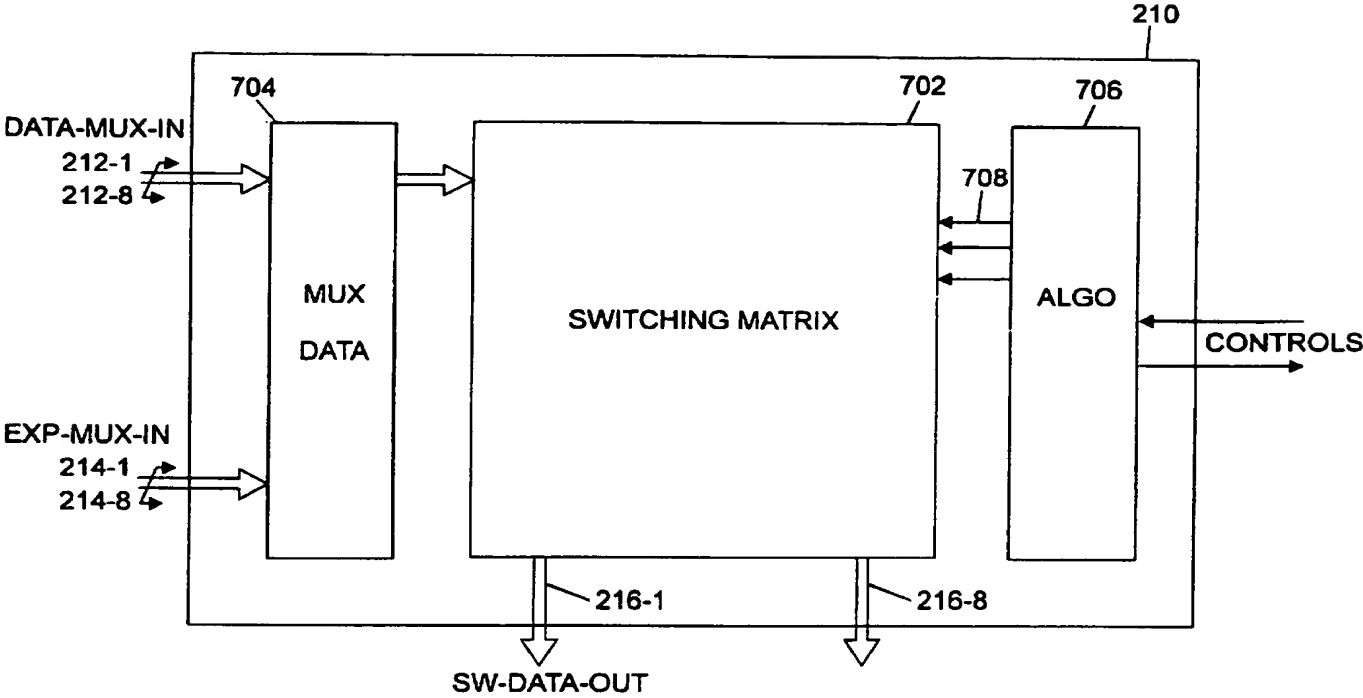 210
704
702
706
DATA-MUX-IN
212-1
212-8
708
MUX
DATA
SWITCHING MATRIX
ALGO
CONTROLS
EXP-MUX-IN
214-1
214-8
216-1
216-8
SW-DATA-OUT